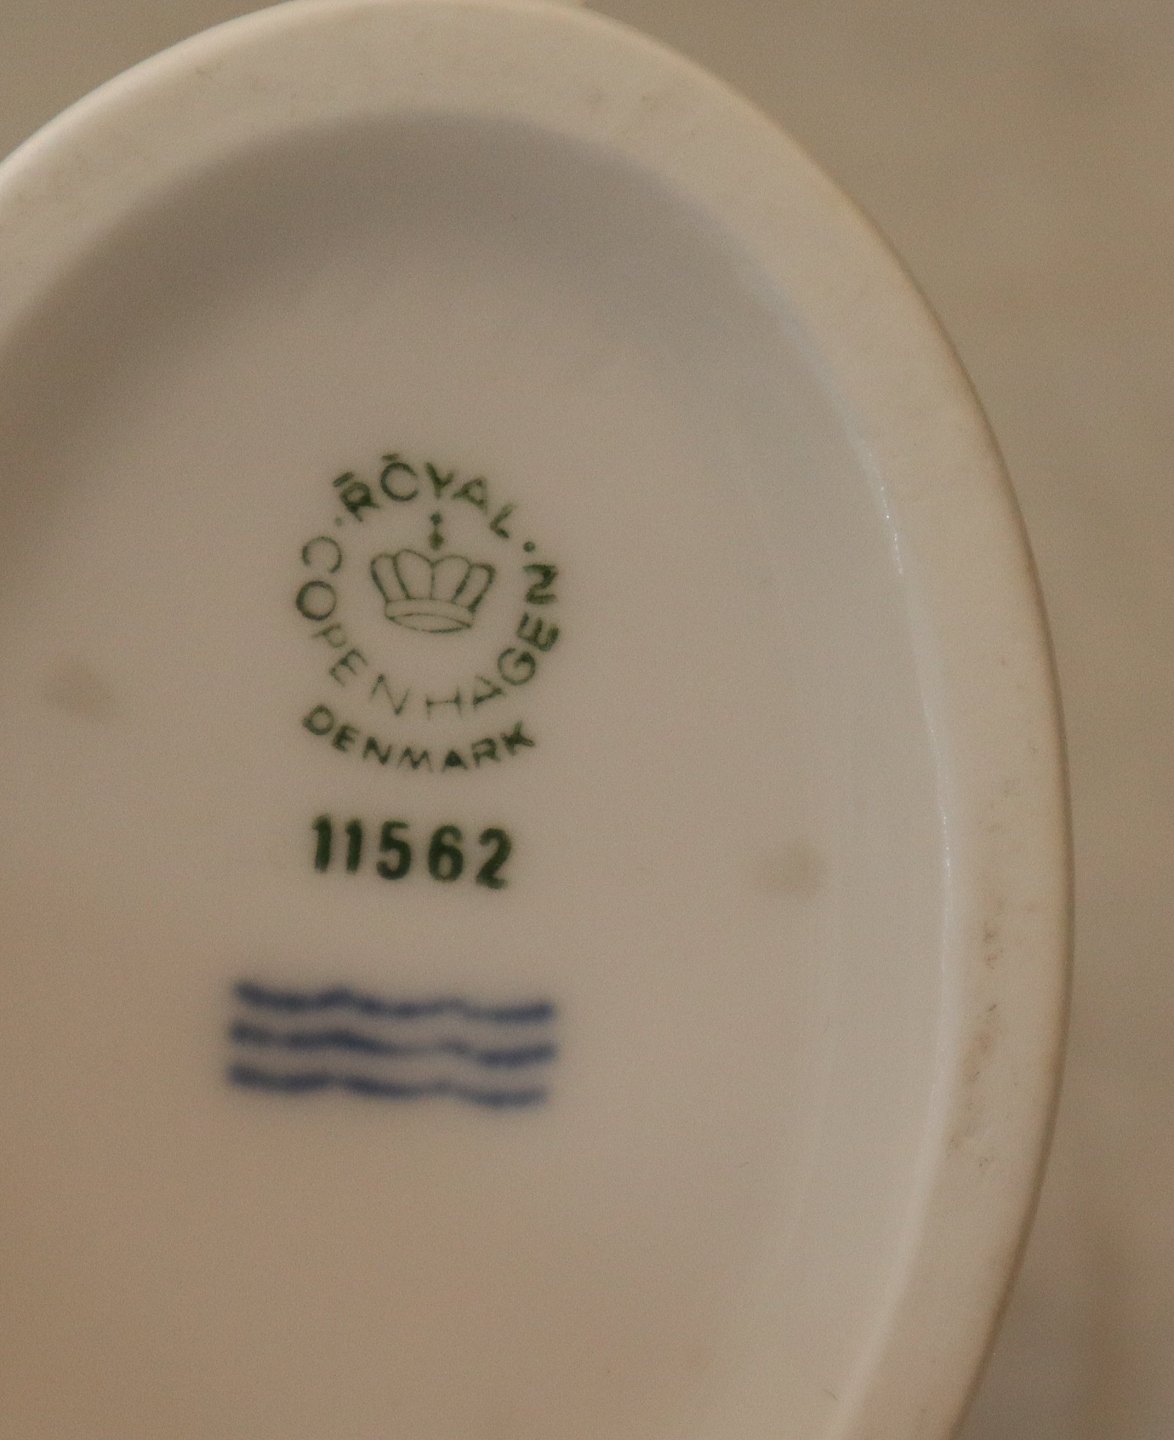 ROYAL
COPENHAGEN
DENMARK
11562